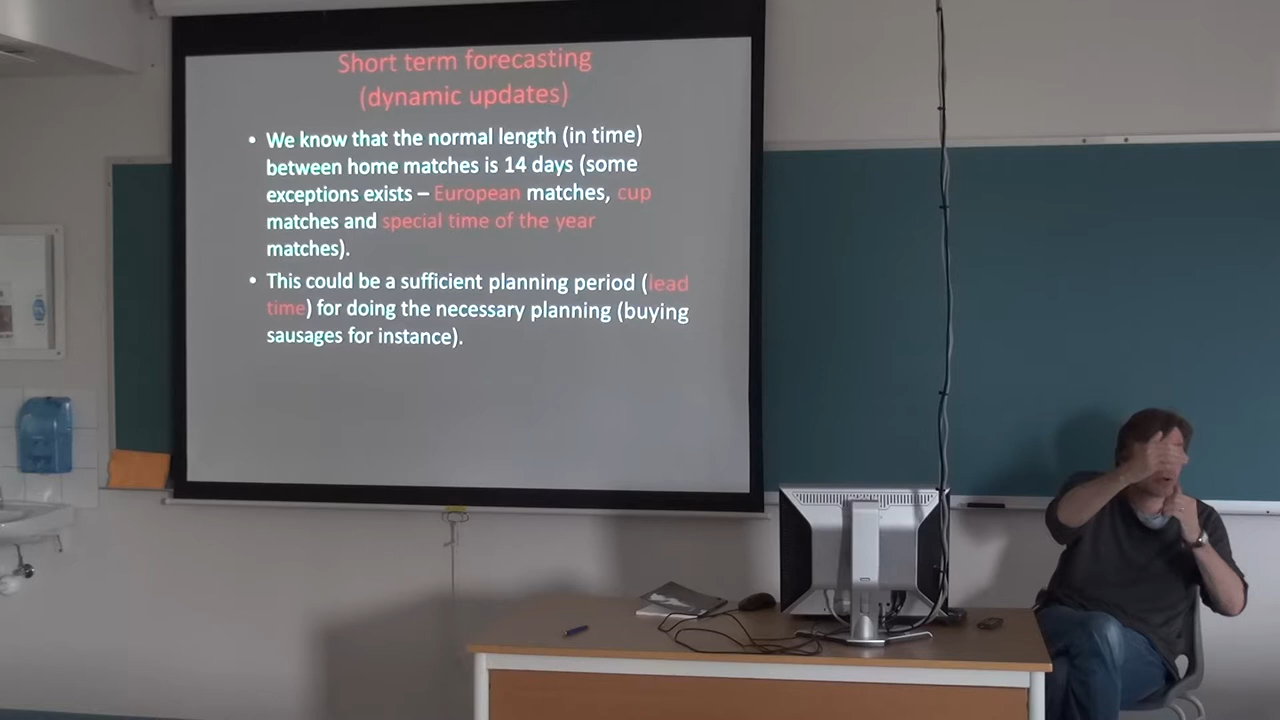 Short term forecasting
(dynamic updates)
• We know that the normal length (in time)
between home matches is 14 days (some
exceptions exists – European matches, cup
matches and special time of the year
matches).
• This could be a sufficient planning period (lead
time) for doing the necessary planning (buying
sausages for instance).